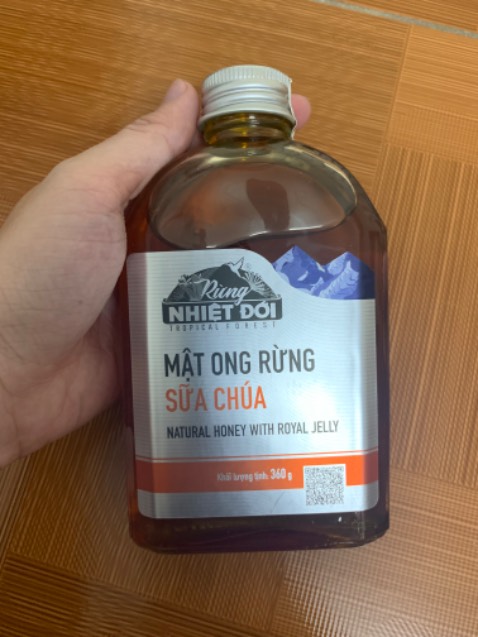 Rừng
NHIỆT ĐỚI
TROPICAL FOREST
MẬT ONG RỪNG
SỮA CHÚA
NATURAL HONEY WITH ROYAL JELLY
Khối lượng tịnh: 360 g